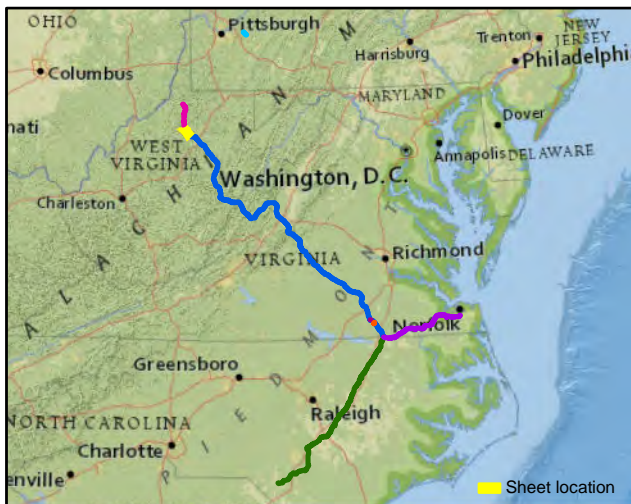 OHIO
Pittsburgh
NEW
JERSEY
Trenton
Harrisburg
Philadelphia
Columbus
MARYLAND
Dover
nati
WEST
VIRGINIA
Annapolis
DELAWARE
Washington, D.C.
Charleston
Richmond
VIRGINIA
Norfolk
Greensboro
Raleigh
NORTH CAROLINA
Charlotte
enville
A L A C H I A N M
P I E D M O N T
Sheet location